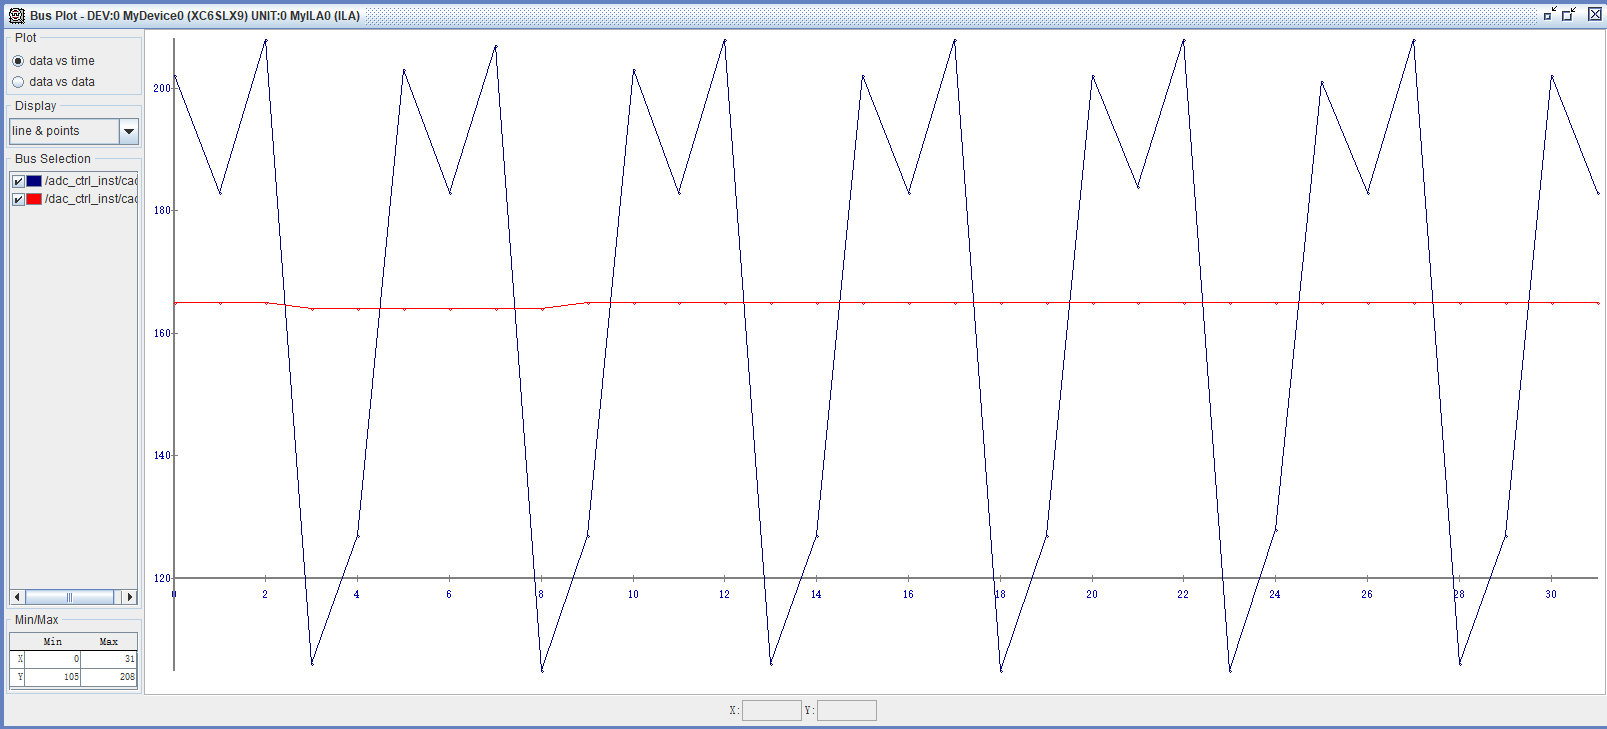 Bus Plot - DEV:0 MyDevice0 (XC6SLX9) UNIT:0 MyILA0 (ILA)
Plot
data vs time
data vs data
Display
line & points
Bus Selection
/adc_ctrl_inst/cac
/dac_ctrl_inst/cac
Min/Max
Min Max
X 0 31
Y 105 208
200
180
160
140
120
0 2 4 6 8 10 12 14 16 18 20 22 24 26 28 30
X: Y: